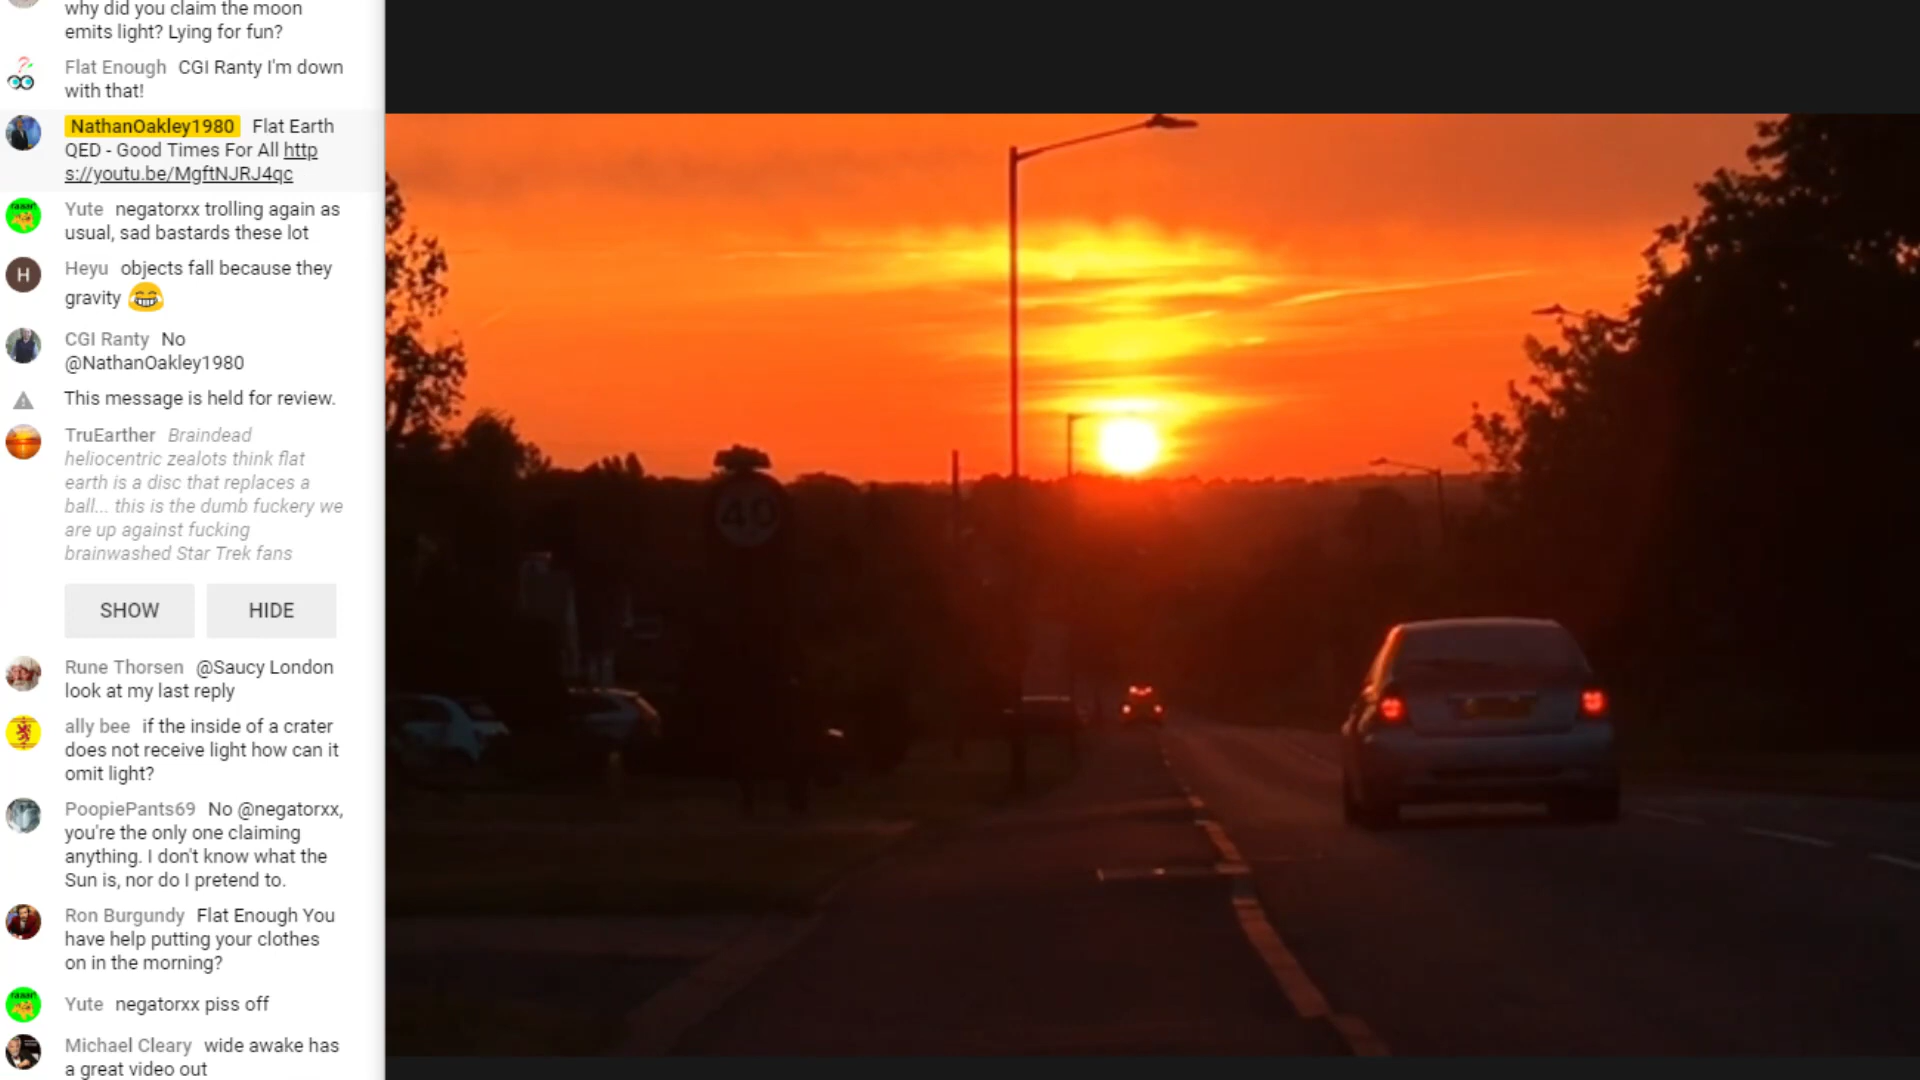 why did you claim the moon
emits light? Lying for fun?
Flat Enough CGI Ranty I'm down
with that!
NathanOakley1980 Flat Earth
QED - Good Times For All http
s://youtu.be/MgftNJRJ4qc
Yute negatorxx trolling again as
usual, sad bastards these lot
Heyu objects fall because they
gravity 😂
H
CGI Ranty No
@NathanOakley1980
This message is held for review.
TruEarther Braindead
heliocentric zealots think flat
earth is a disc that replaces a
ball... this is the dumb fuckery we
are up against fucking
brainwashed Star Trek fans
SHOW HIDE
Rune Thorsen @Saucy London
look at my last reply
ally bee if the inside of a crater
does not receive light how can it
omit light?
PoopiePants69 No @negatorxx,
you're the only one claiming
anything. I don't know what the
Sun is, nor do I pretend to.
Ron Burgundy Flat Enough You
have help putting your clothes
on in the morning?
Yute negatorxx piss off
Michael Cleary wide awake has
a great video out
40